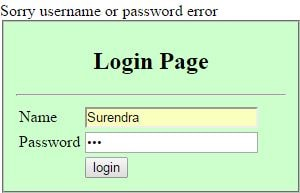 Sorry username or password error
Login Page
Name Surendra
Password •••
login